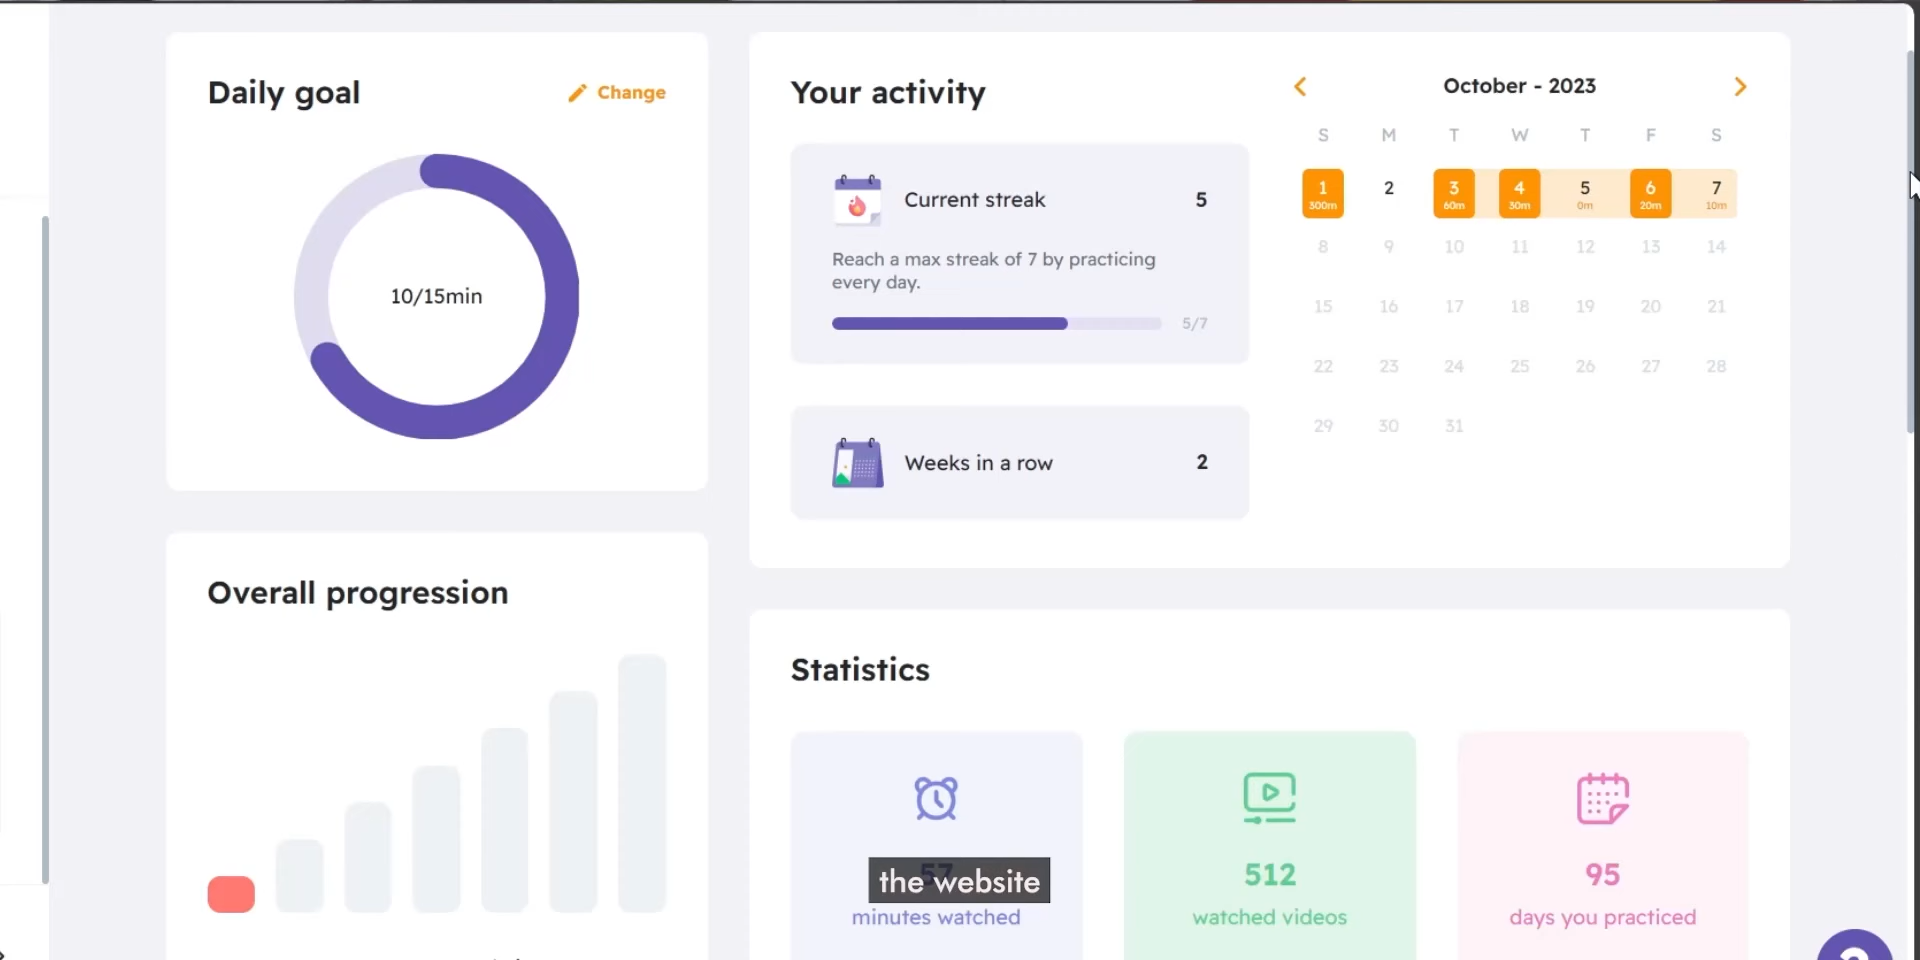 Daily goal
Change
10/15min
Your activity
Current streak
5
Reach a max streak of 7 by practicing
every day.
5/7
Weeks in a row
2
October - 2023
S M T W T F S
1 2 3 4 5 6 7
300m 60m 30m 0m 20m 10m
8 9 10 11 12 13 14
15 16 17 18 19 20 21
22 23 24 25 26 27 28
29 30 31
Overall progression
Statistics
57
the website
minutes watched
512
watched videos
95
days you practiced